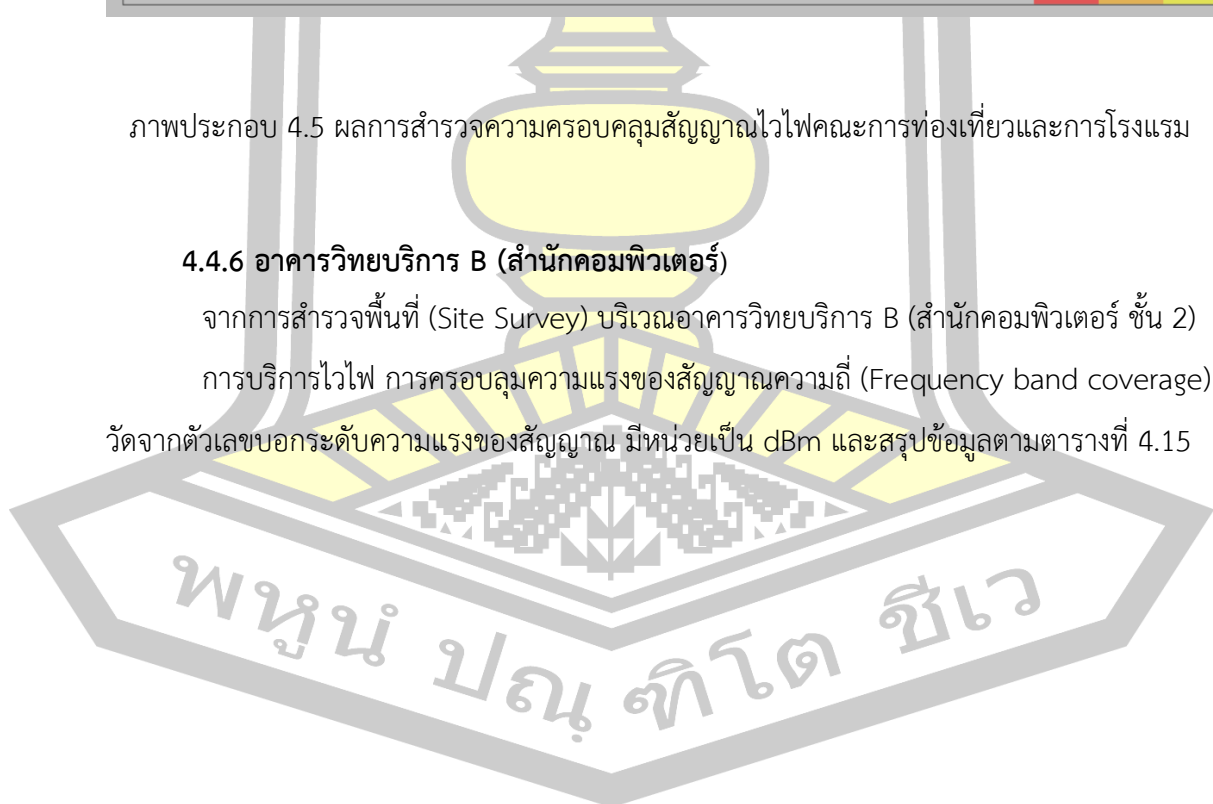 ภาพประกอบ 4.5 ผลการสำรวจความครอบคลุมสัญญาณไวไฟคณะการท่องเที่ยวและการโรงแรม
4.4.6 อาคารวิทยบริการ B (สำนักคอมพิวเตอร์)
จากการสำรวจพื้นที่ (Site Survey) บริเวณอาคารวิทยบริการ B (สำนักคอมพิวเตอร์ ชั้น 2)
การบริการไวไฟ การครอบลุมความแรงของสัญญาณความถี่ (Frequency band coverage)
วัดจากตัวเลขบอกระดับความแรงของสัญญาณ มีหน่วยเป็น dBm และสรุปข้อมูลตามตารางที่ 4.15
พหูนํ ปณฺฑิโต ชีเว